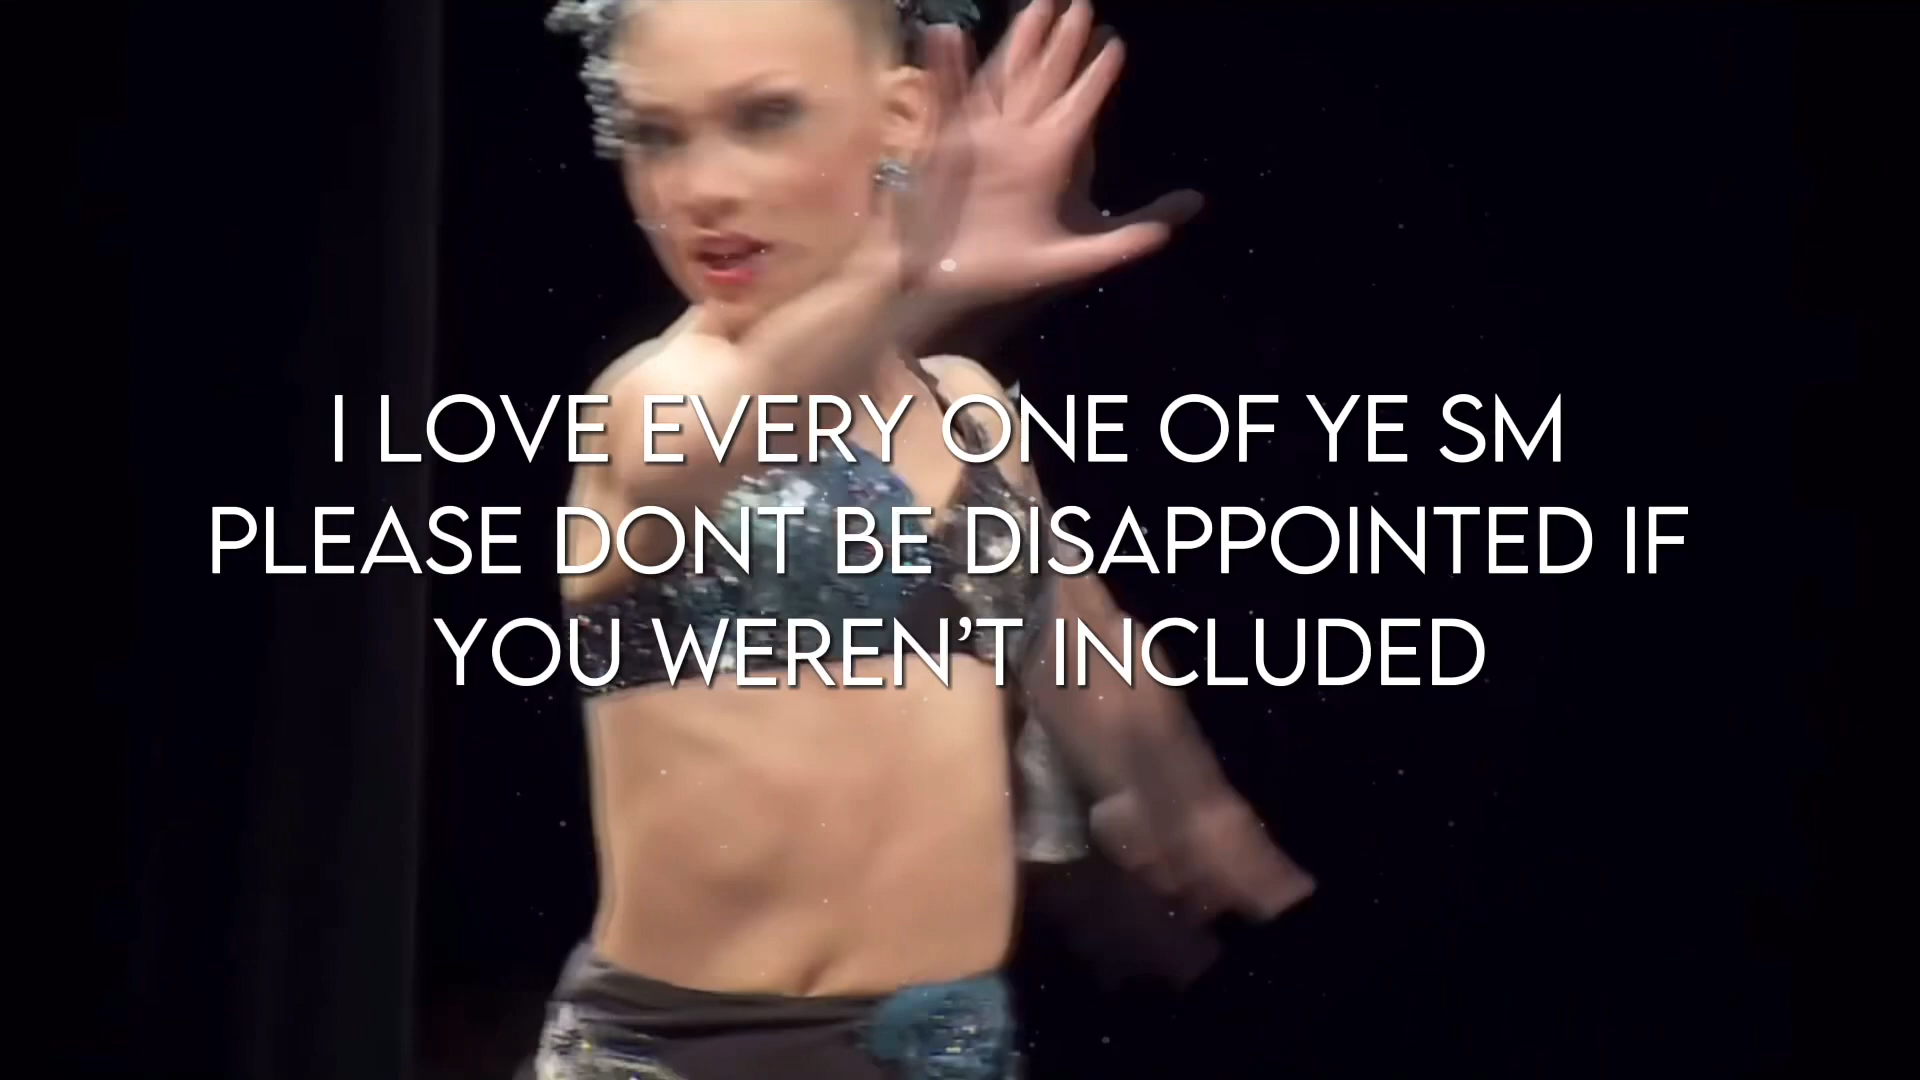 I LOVE EVERY ONE OF YE SM
PLEASE DONT BE DISAPPOINTED IF
YOU WEREN'T INCLUDED